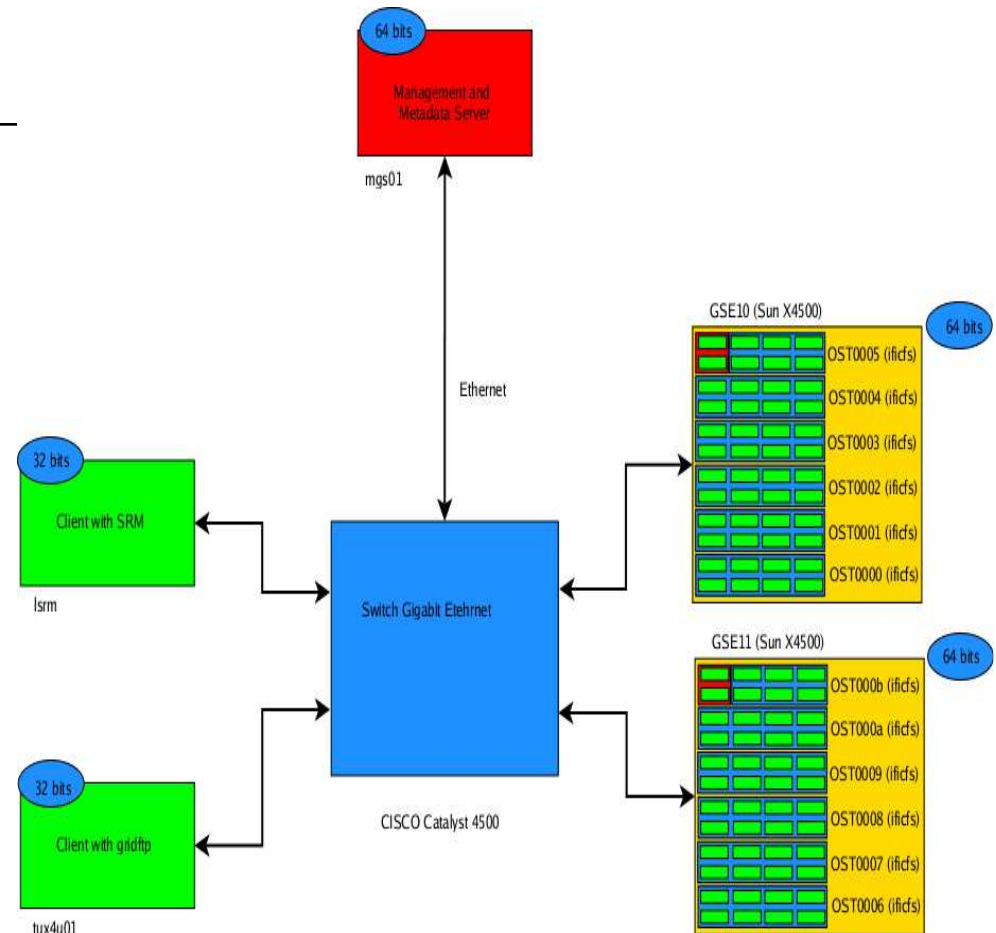 64 bits
Management and
Metadata Server
mgs01
Ethernet
GSE10 (Sun X4500)
64 bits
OST0005 (ificfs)
OST0004 (ificfs)
OST0003 (ificfs)
OST0002 (ificfs)
OST0001 (ificfs)
OST0000 (ificfs)
32 bits
Client with SRM
lsrm
Switch Gigabit Etehrnet
CISCO Catalyst 4500
GSE11 (Sun X4500)
64 bits
OST000b (ificfs)
OST000a (ificfs)
OST0009 (ificfs)
OST0008 (ificfs)
OST0007 (ificfs)
OST0006 (ificfs)
32 bits
Client with gridftp
tux4u01